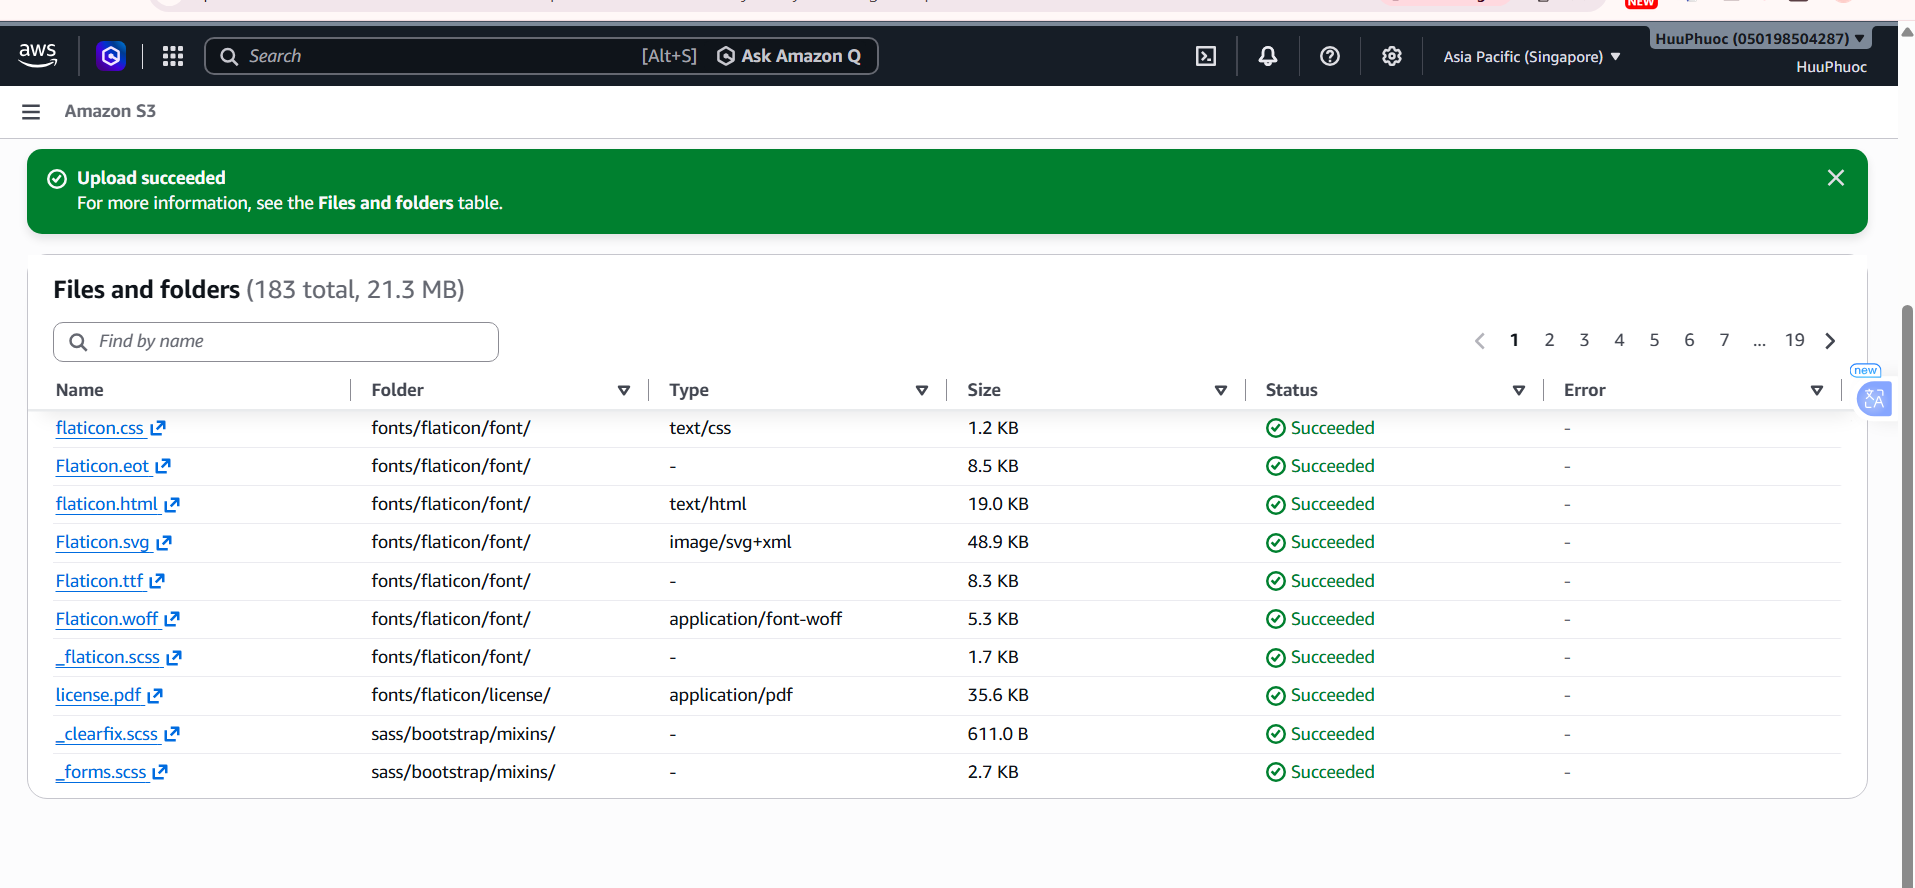 NEW
aws
Search [Alt+S] Ask Amazon Q
Asia Pacific (Singapore)
HuuPhuoc (050198504287)
HuuPhuoc
Amazon S3
Upload succeeded
For more information, see the Files and folders table.
Files and folders (183 total, 21.3 MB)
Find by name
1 2 3 4 5 6 7 ... 19
new
Name Folder Type Size Status Error
flaticon.css fonts/flaticon/font/ text/css 1.2 KB Succeeded -
Flaticon.eot fonts/flaticon/font/ - 8.5 KB Succeeded -
flaticon.html fonts/flaticon/font/ text/html 19.0 KB Succeeded -
Flaticon.svg fonts/flaticon/font/ image/svg+xml 48.9 KB Succeeded -
Flaticon.ttf fonts/flaticon/font/ - 8.3 KB Succeeded -
Flaticon.woff fonts/flaticon/font/ application/font-woff 5.3 KB Succeeded -
_flaticon.scss fonts/flaticon/font/ - 1.7 KB Succeeded -
license.pdf fonts/flaticon/license/ application/pdf 35.6 KB Succeeded -
_clearfix.scss sass/bootstrap/mixins/ - 611.0 B Succeeded -
_forms.scss sass/bootstrap/mixins/ - 2.7 KB Succeeded -